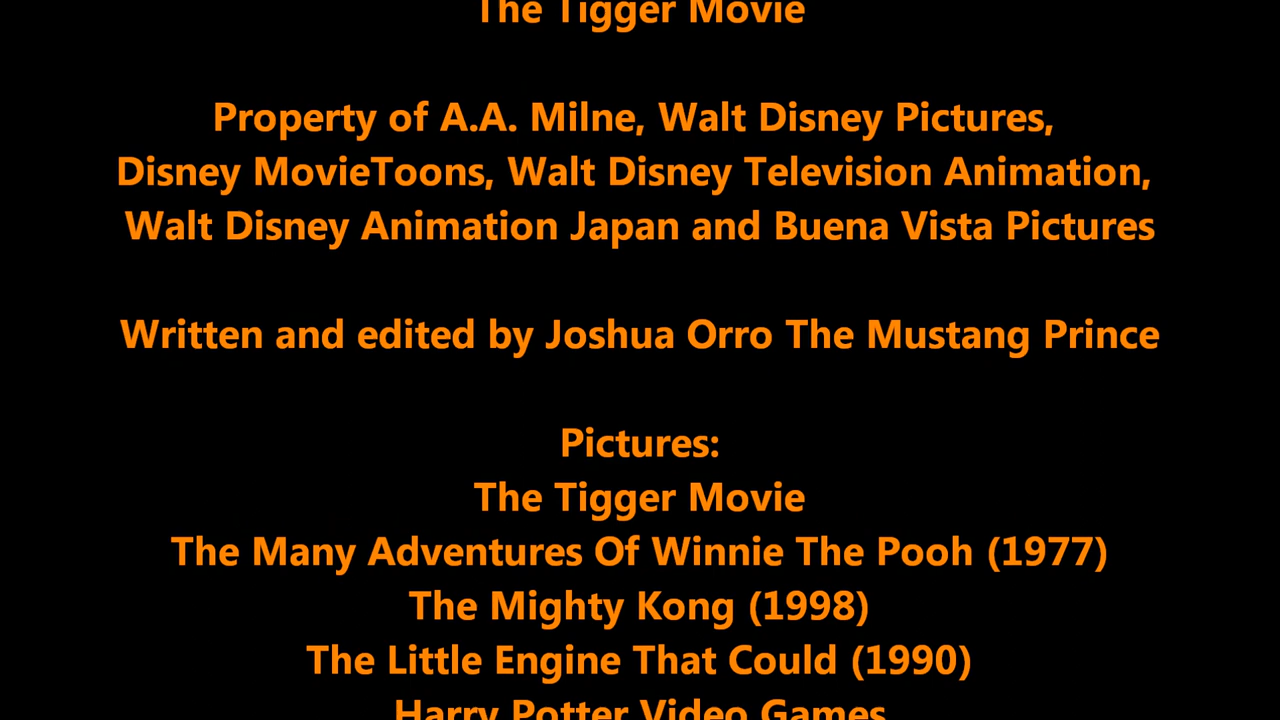 The Tigger Movie
Property of A.A. Milne, Walt Disney Pictures,
Disney MovieToons, Walt Disney Television Animation,
Walt Disney Animation Japan and Buena Vista Pictures
Written and edited by Joshua Orro The Mustang Prince
Pictures:
The Tigger Movie
The Many Adventures Of Winnie The Pooh (1977)
The Mighty Kong (1998)
The Little Engine That Could (1990)
Harry Potter Video Games